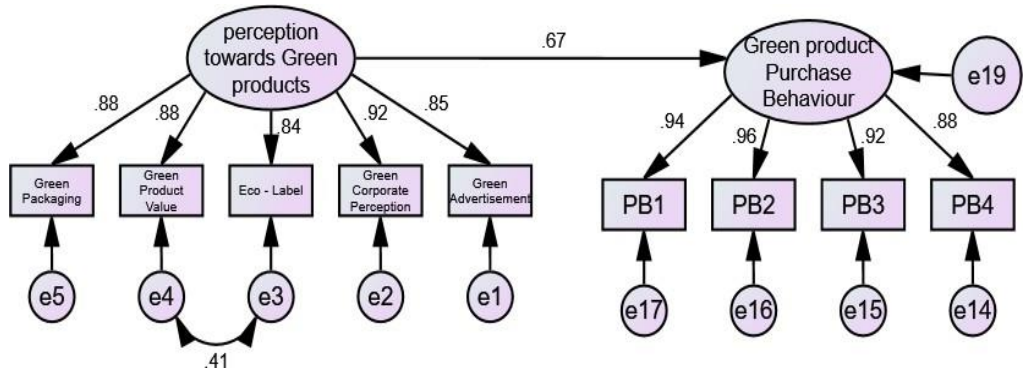 perception
towards Green
products
.67
Green product
Purchase
Behaviour
e19
.88
.88
.84
.92
.85
.94
.96
.92
.88
Green
Packaging
Green
Product
Value
Eco - Label
Green
Corporate
Perception
Green
Advertisement
PB1
PB2
PB3
PB4
e5
e4
e3
e2
e1
e17
e16
e15
e14
.41